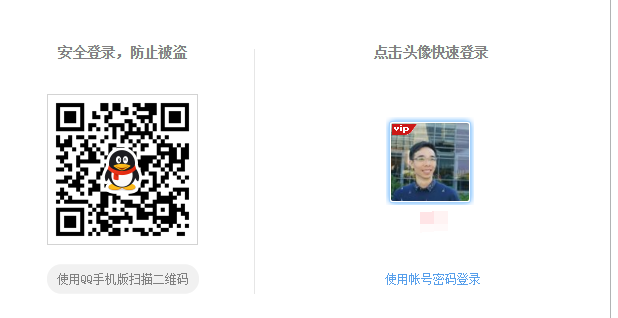 安全登录，防止被盗
使用QQ手机版扫描二维码
点击头像快速登录
vip
使用帐号密码登录